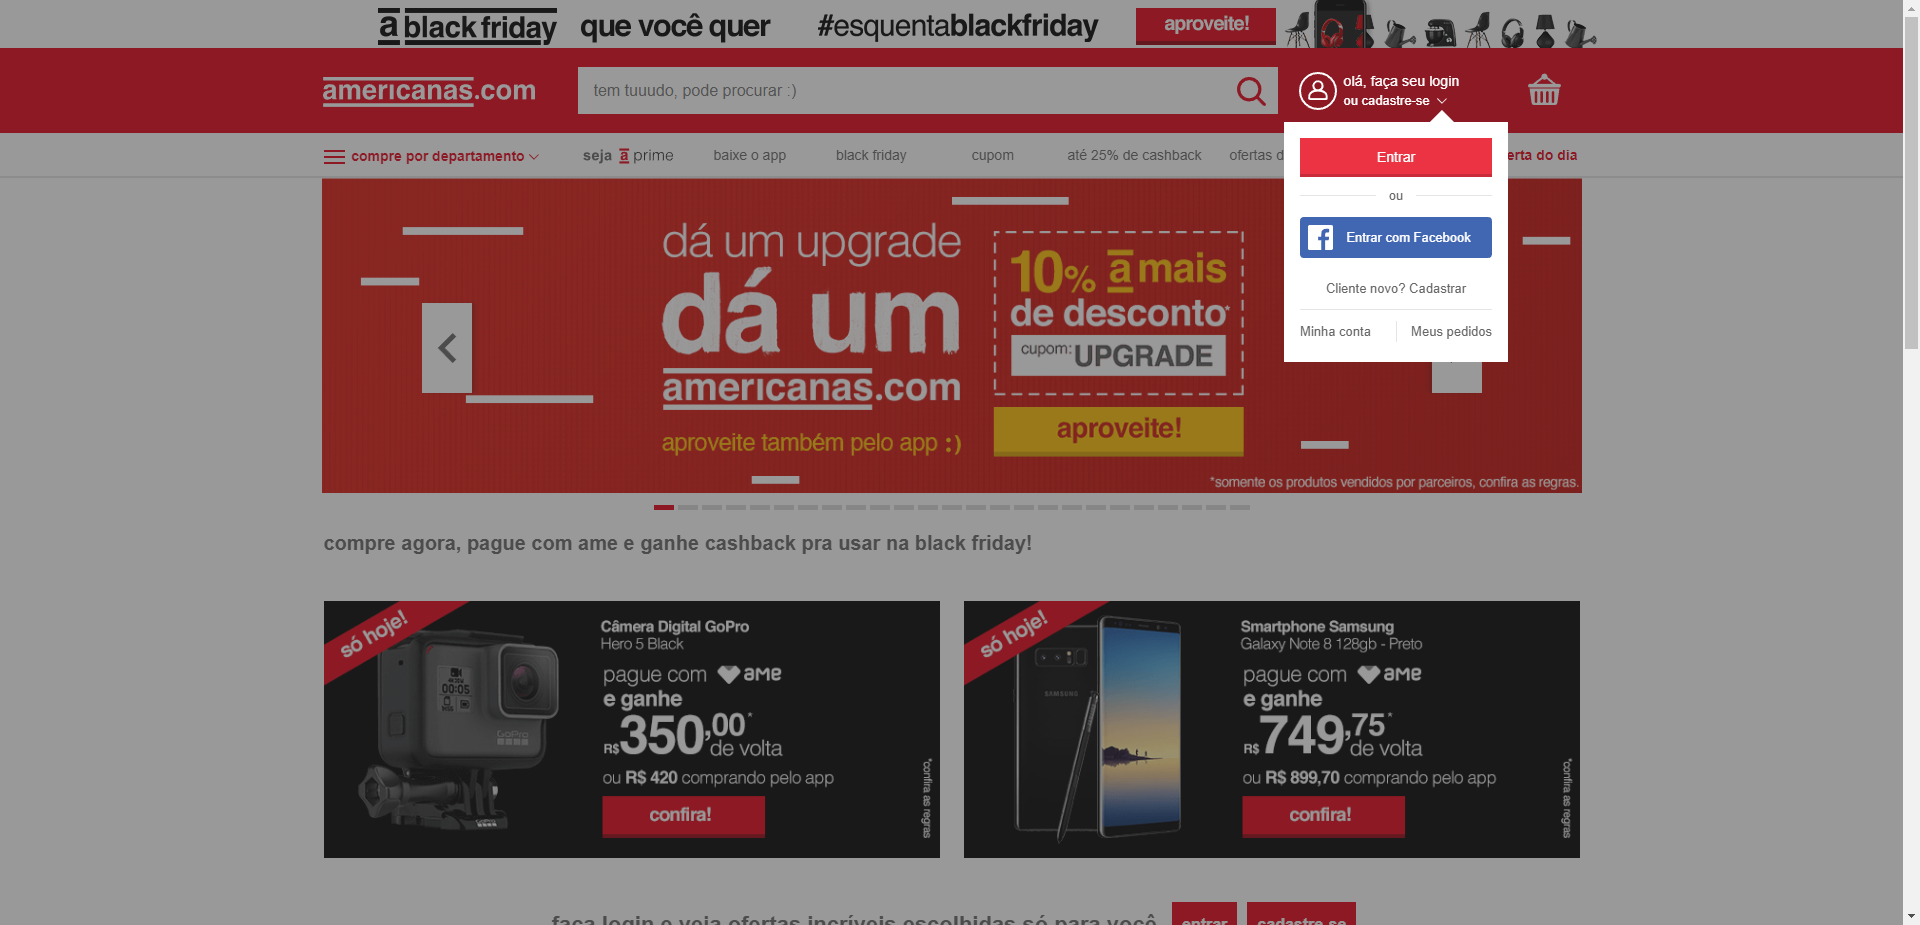 a black friday que você quer #esquentablackfriday aproveite!
americanas.com
tem tuuudo, pode procurar :)
olá, faça seu login
ou cadastre-se
compre por departamento
seja a prime
baixe o app
black friday
cupom
até 25% de cashback
ofertas d
erta do dia
Entrar
ou
Entrar com Facebook
Cliente novo? Cadastrar
Minha conta
Meus pedidos
dá um upgrade
dá um
americanas.com
aproveite também pelo app :)
10% a mais
de desconto*
cupom: UPGRADE
aproveite!
*somente os produtos vendidos por parceiros, confira as regras.
compre agora, pague com ame e ganhe cashback pra usar na black friday!
só hoje!
Câmera Digital GoPro
Hero 5 Black
pague com ame
e ganhe
R$350,00*
de volta
ou R$ 420 comprando pelo app
confira!
*confira as regras
00:05
GoPro
só hoje!
Smartphone Samsung
Galaxy Note 8 128gb - Preto
pague com ame
e ganhe
R$749,75*
de volta
ou R$ 899,70 comprando pelo app
confira!
*confira as regras
SAMSUNG
faça login e veja ofertas incríveis escolhidas só para você
entrar
cadastre-se